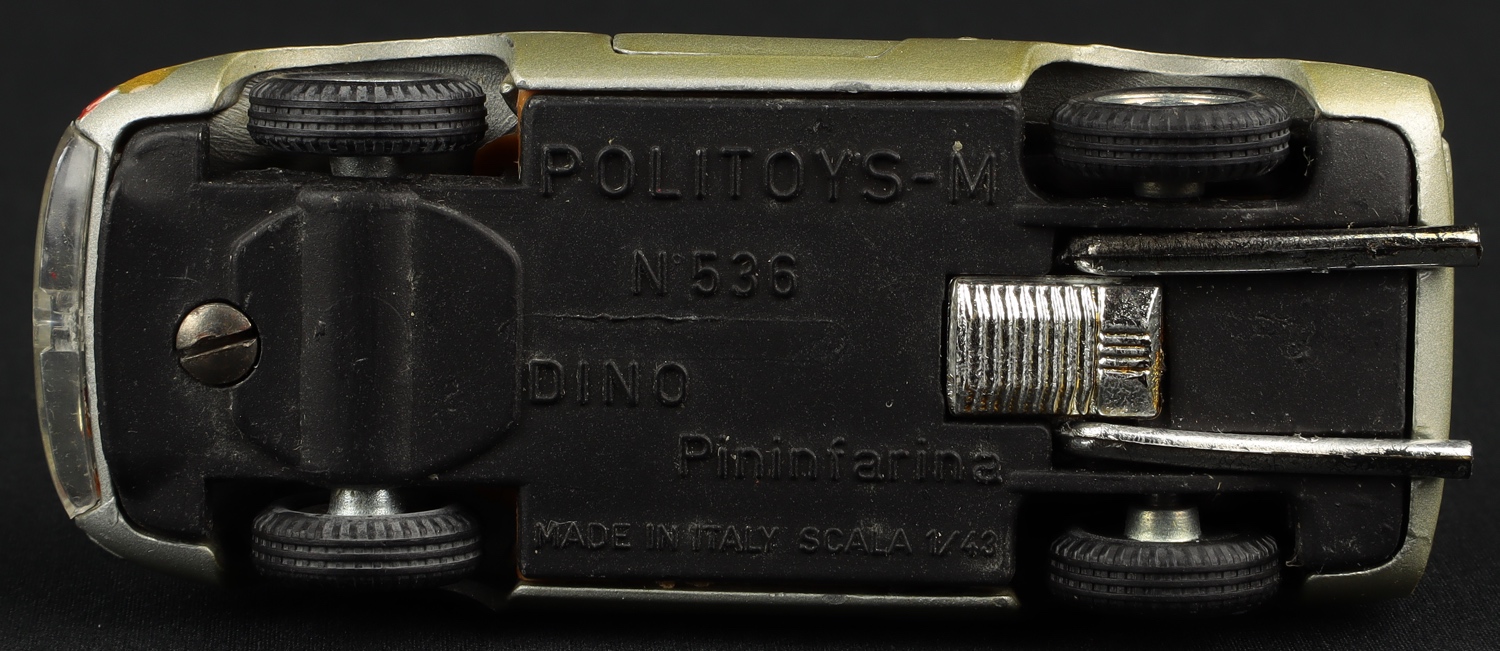 POLITOYS-M
N° 536
DINO
Pininfarina
MADE IN ITALY SCALA 1/43